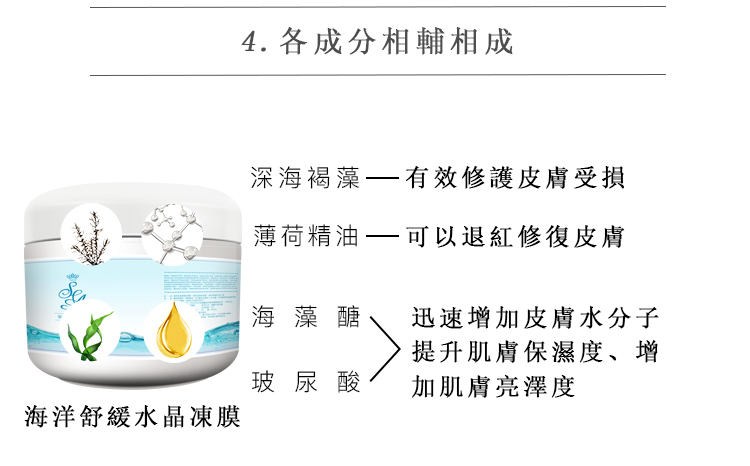 4. 各成分相輔相成
深海褐藻—有效修護皮膚受損
薄荷精油—可以退紅修復皮膚
海藻醣
玻尿酸
迅速增加皮膚水分子
提升肌膚保濕度、增
加肌膚亮澤度
海洋舒緩水晶凍膜